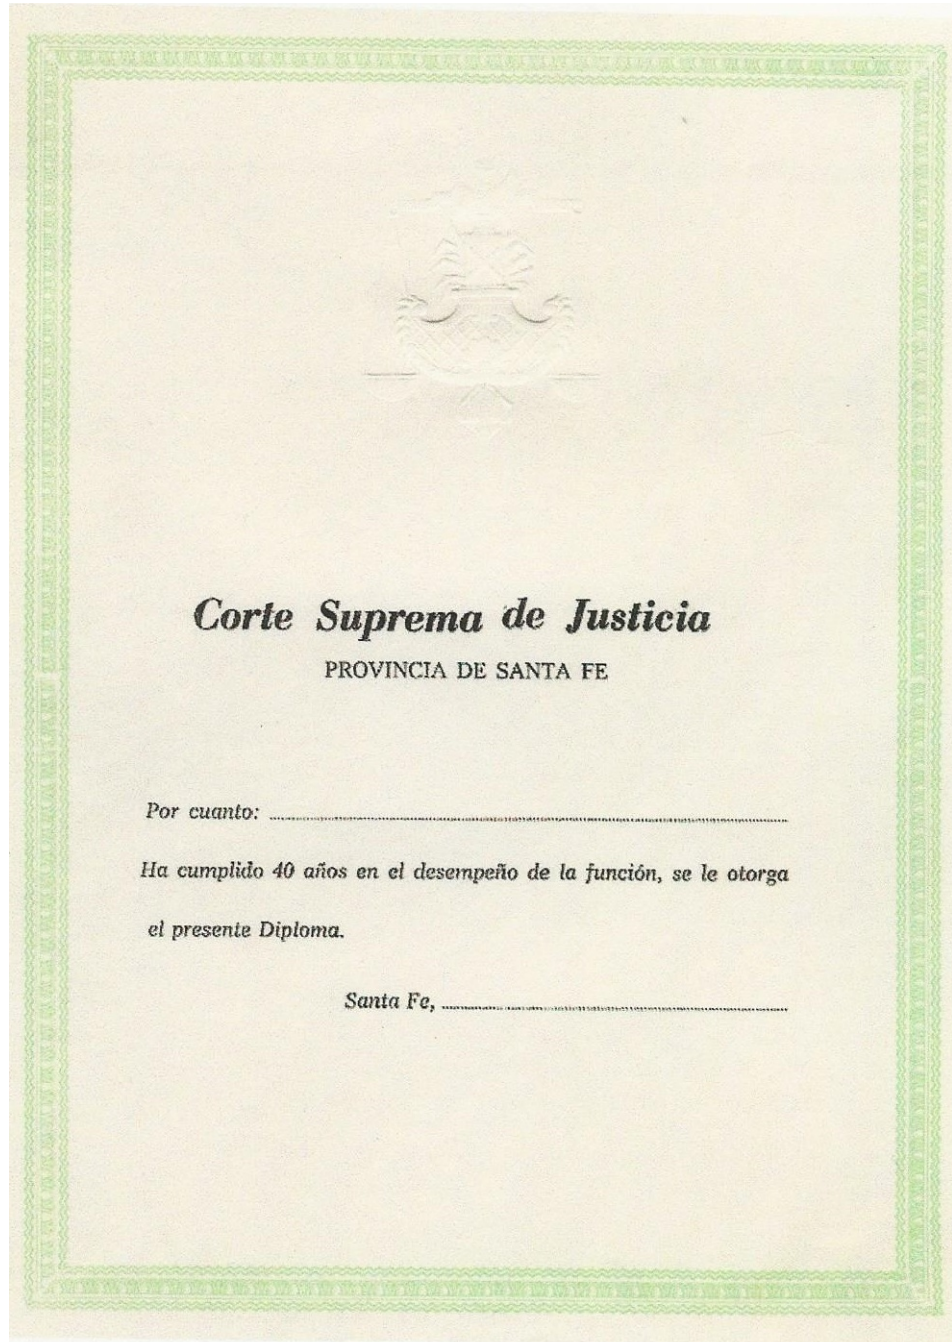 Corte Suprema de Justicia
PROVINCIA DE SANTA FE
Por cuanto: ........................................
Ha cumplido 40 años en el desempeño de la función, se le otorga
el presente Diploma.
Santa Fe, ........................................